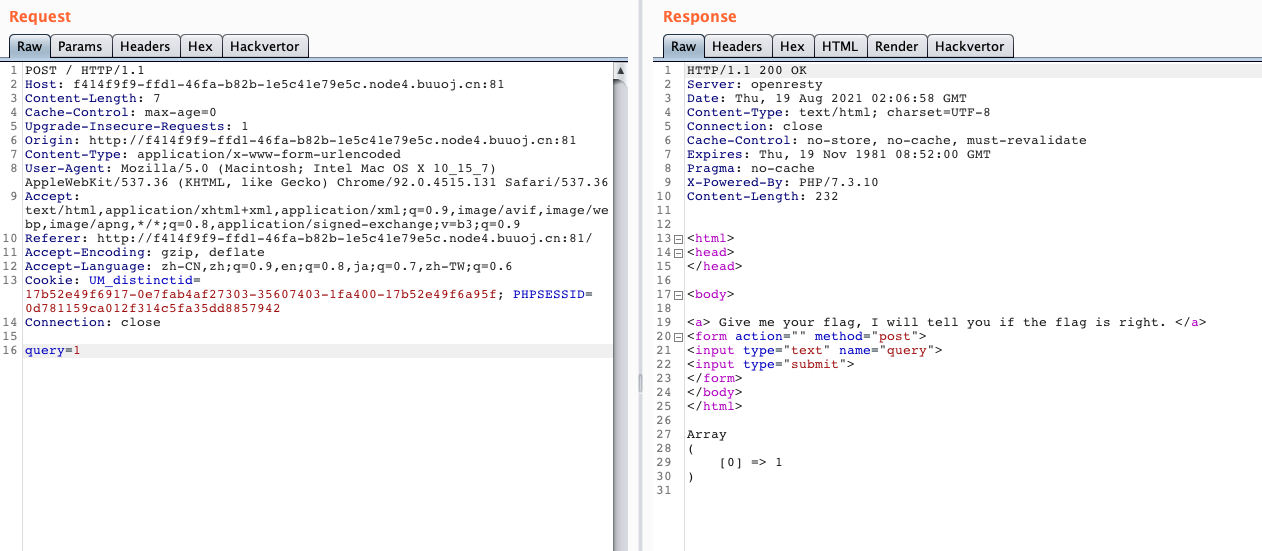 Request
Raw Params Headers Hex Hackvertor
1 POST / HTTP/1.1
2 Host: f414f9f9-ffd1-46fa-b82b-1e5c41e79e5c.node4.buuoj.cn:81
3 Content-Length: 7
4 Cache-Control: max-age=0
5 Upgrade-Insecure-Requests: 1
6 Origin: http://f414f9f9-ffd1-46fa-b82b-1e5c41e79e5c.node4.buuoj.cn:81
7 Content-Type: application/x-www-form-urlencoded
8 User-Agent: Mozilla/5.0 (Macintosh; Intel Mac OS X 10_15_7)
AppleWebKit/537.36 (KHTML, like Gecko) Chrome/92.0.4515.131 Safari/537.36
9 Accept:
text/html,application/xhtml+xml,application/xml;q=0.9,image/avif,image/we
bp,image/apng,*/*;q=0.8,application/signed-exchange;v=b3;q=0.9
10 Referer: http://f414f9f9-ffd1-46fa-b82b-1e5c41e79e5c.node4.buuoj.cn:81/
11 Accept-Encoding: gzip, deflate
12 Accept-Language: zh-CN,zh;q=0.9,en;q=0.8,ja;q=0.7,zh-TW;q=0.6
13 Cookie: UM_distinctid=
17b52e49f6917-0e7fab4af27303-35607403-1fa400-17b52e49f6a95f; PHPSESSID=
0d781159ca012f314c5fa35dd8857942
14 Connection: close
15
16 query=1
Response
Raw Headers Hex HTML Render Hackvertor
1 HTTP/1.1 200 OK
2 Server: openresty
3 Date: Thu, 19 Aug 2021 02:06:58 GMT
4 Content-Type: text/html; charset=UTF-8
5 Connection: close
6 Cache-Control: no-store, no-cache, must-revalidate
7 Expires: Thu, 19 Nov 1981 08:52:00 GMT
8 Pragma: no-cache
9 X-Powered-By: PHP/7.3.10
10 Content-Length: 232
11
12
13 <html>
14 <head>
15 </head>
16
17 <body>
18
19 <a> Give me your flag, I will tell you if the flag is right. </a>
20 <form action="" method="post">
21 <input type="text" name="query">
22 <input type="submit">
23 </form>
24 </body>
25 </html>
26
27 Array
28 (
29 [0] => 1
30 )
31